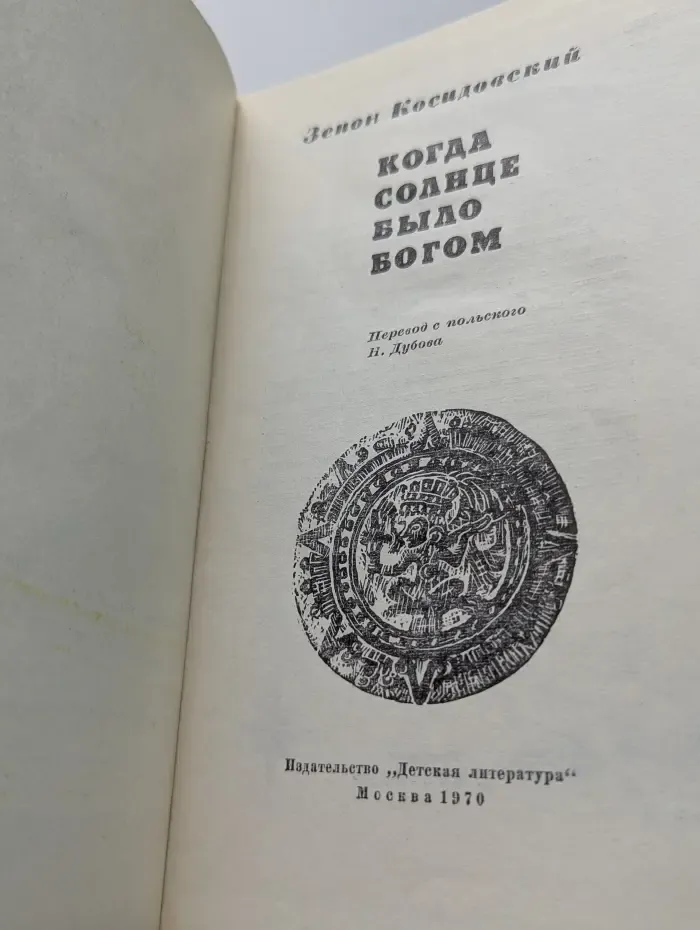 Зенон Косидовский
КОГДА
СОЛНЦЕ
БЫЛО
БОГОМ
Перевод с польского
Н. Дубова
Издательство „Детская литература“
Москва 1970